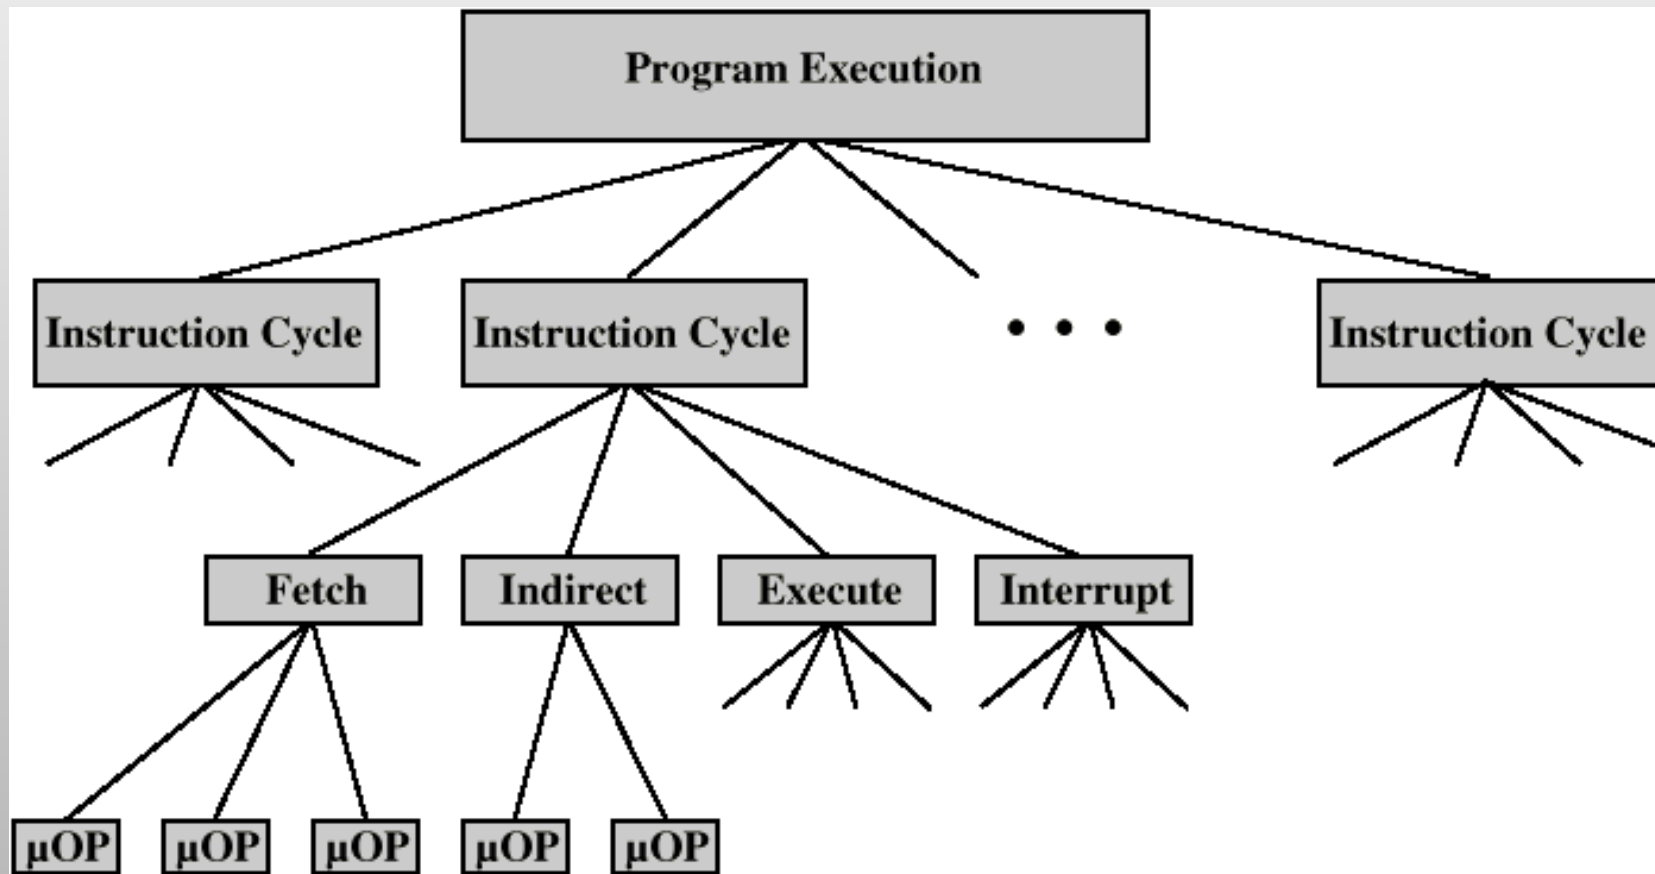 Program Execution
Instruction Cycle
Instruction Cycle
• • •
Instruction Cycle
Fetch
Indirect
Execute
Interrupt
µOP
µOP
µOP
µOP
µOP